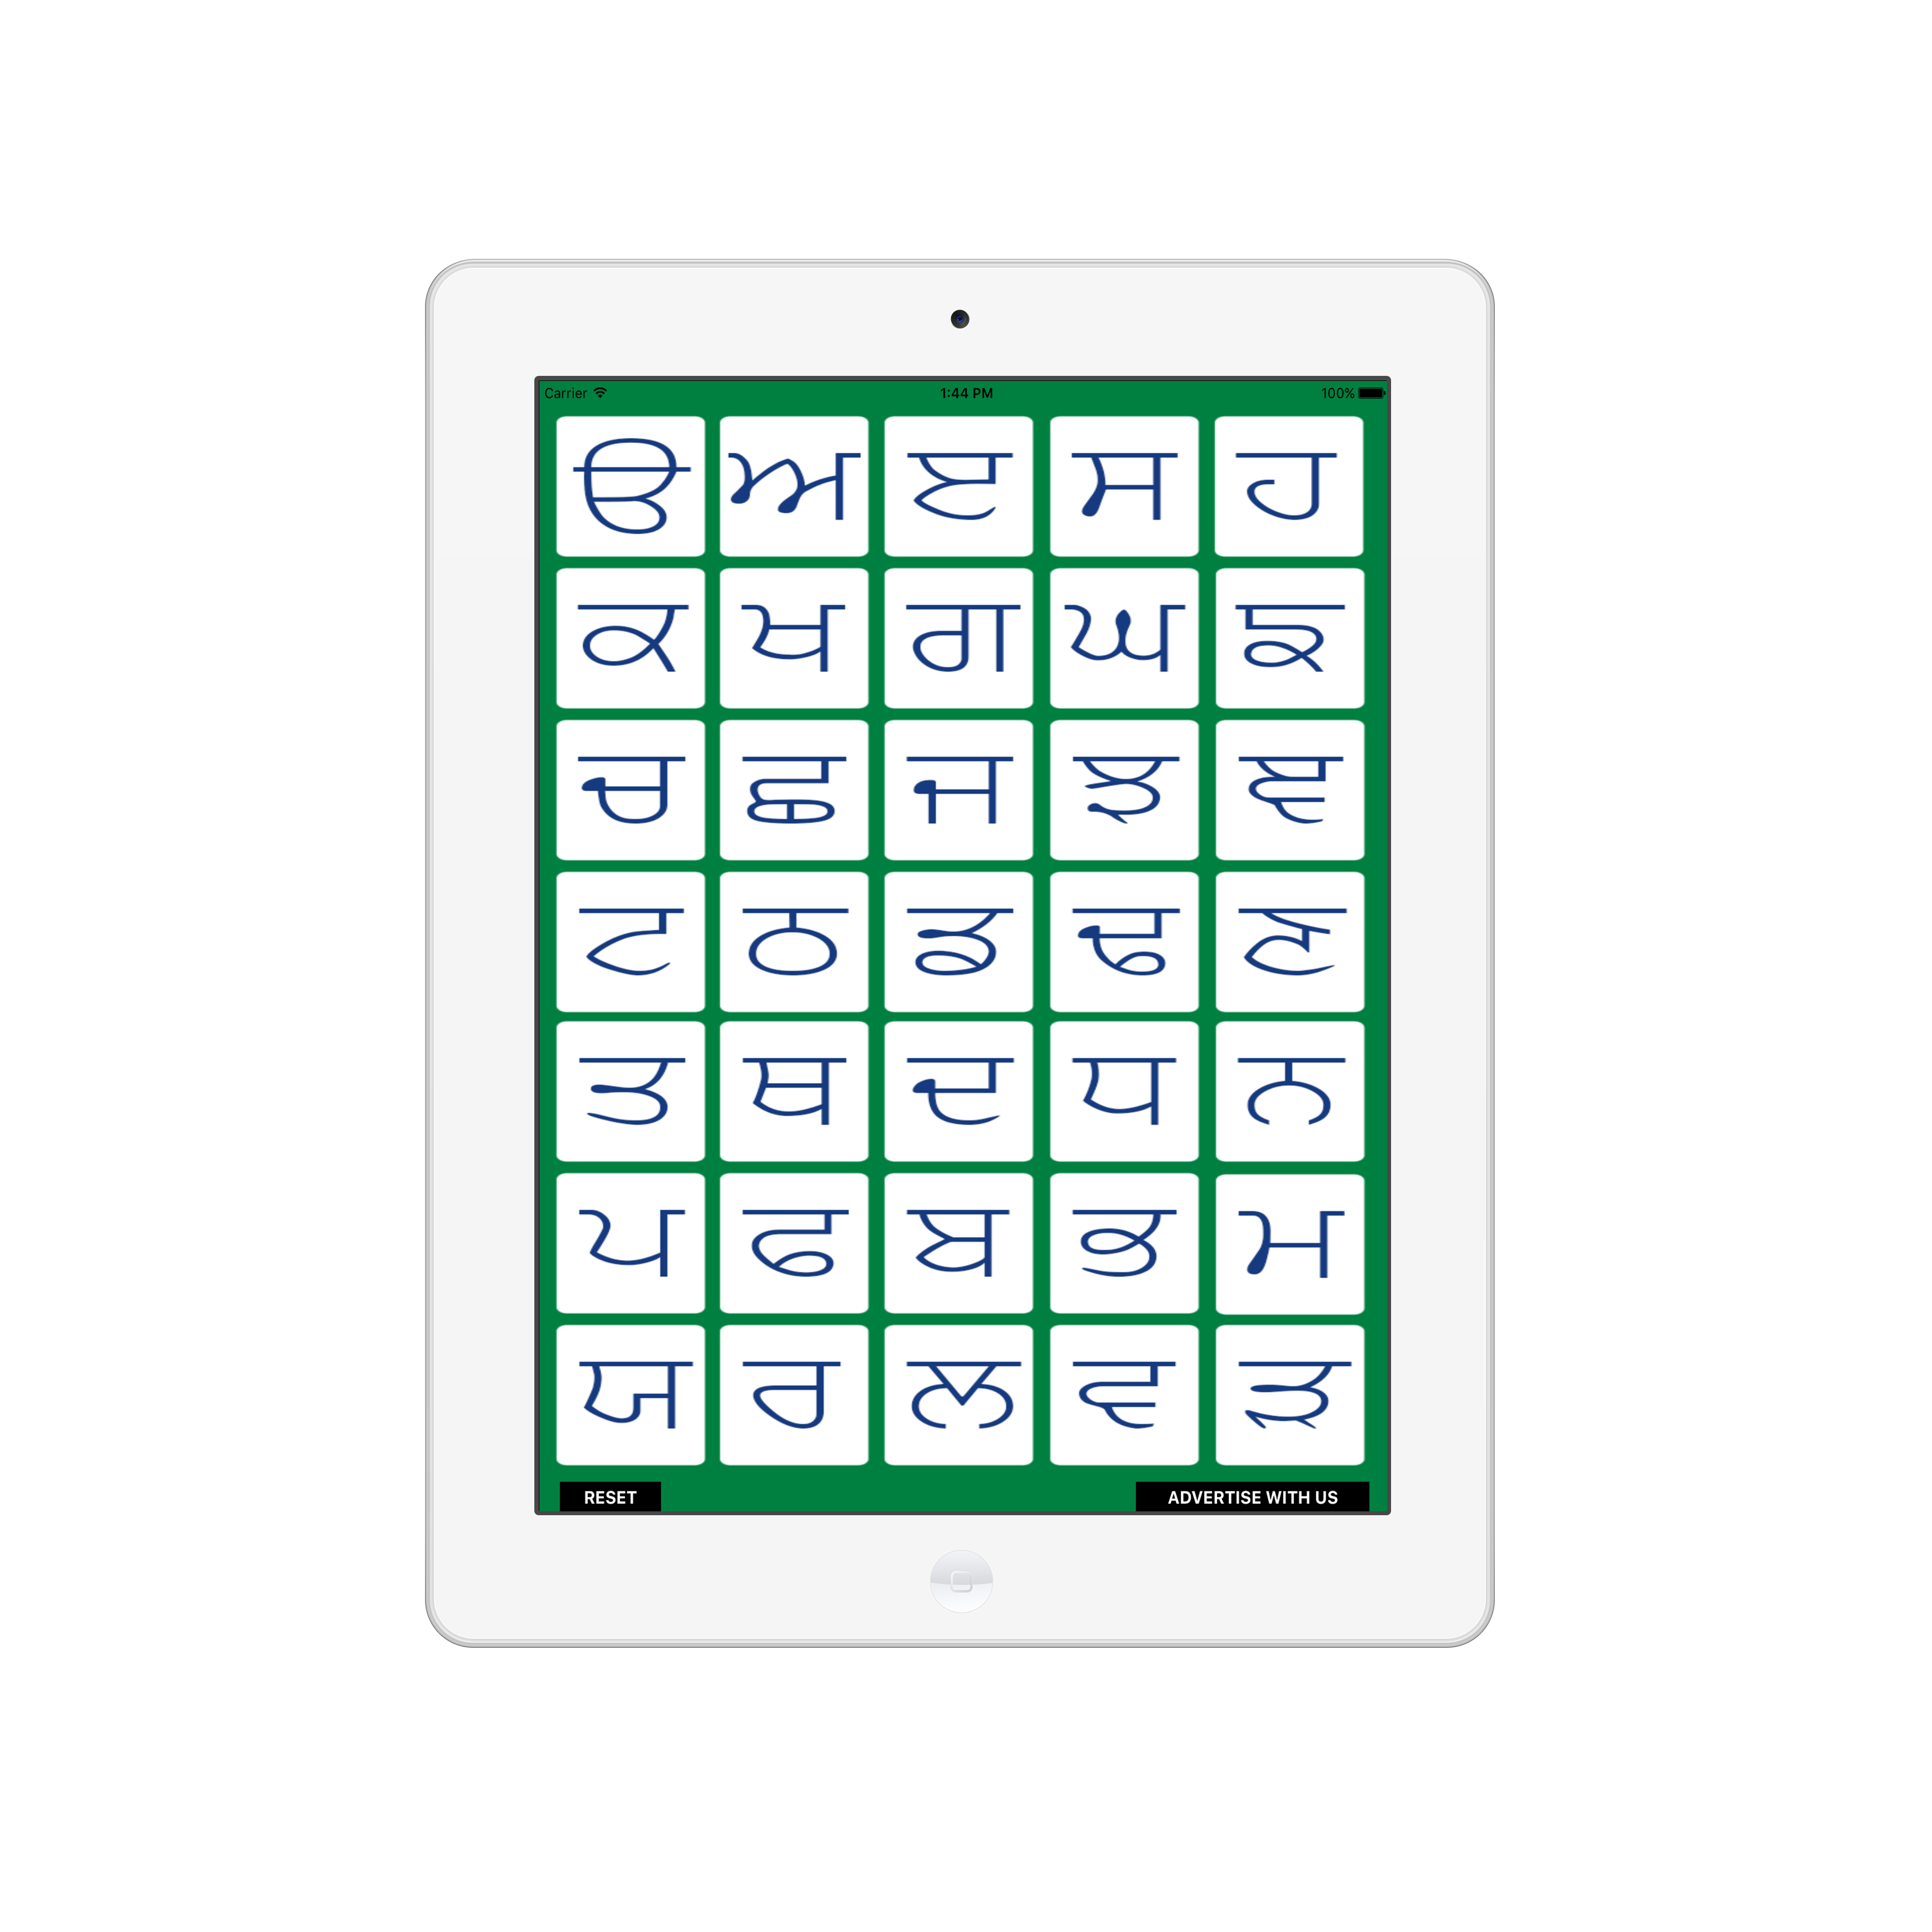 Carrier 1:44 PM 100%
ੳ ਅ ੲ ਸ ਹ
ਕ ਖ ਗ ਘ ਙ
ਚ ਛ ਜ ਝ ਞ
ਟ ਠ ਡ ਢ ਣ
ਤ ਥ ਦ ਧ ਨ
ਪ ਫ ਬ ਭ ਮ
ਯ ਰ ਲ ਵ ੜ
RESET ADVERTISE WITH US